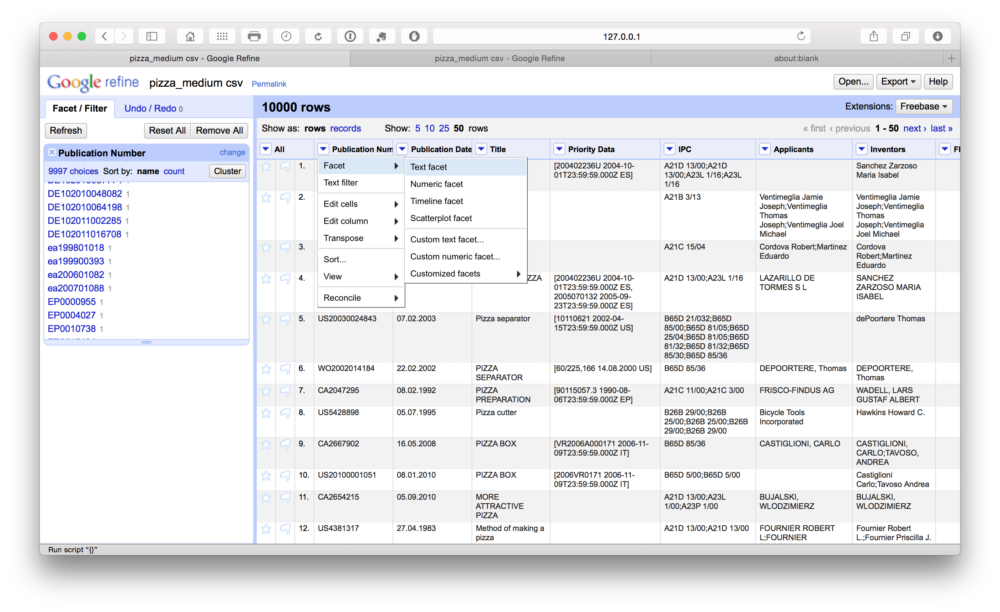 127.0.0.1
pizza_medium csv - Google Refine
pizza_medium csv - Google Refine
about:blank
Google refine pizza_medium csv Permalink
Open... Export Help
Facet / Filter Undo / Redo 0
10000 rows
Extensions: Freebase
Refresh Reset All Remove All
Show as: rows records Show: 5 10 25 50 rows
« first ‹ previous 1 - 50 next › last »
Publication Number change
9997 choices Sort by: name count Cluster
DE102010048082 1
DE102010064198 1
DE102011002285 1
DE102011016708 1
ea199801018 1
ea199900393 1
ea200601082 1
ea200701088 1
EP0000955 1
EP0004027 1
EP0010738 1
All Publication Num Publication Date Title Priority Data IPC Applicants Inventors
Facet
Text filter
Edit cells
Edit column
Transpose
Sort...
View
Reconcile
Text facet
Numeric facet
Timeline facet
Scatterplot facet
Custom text facet...
Custom numeric facet...
Customized facets
1.
[200402236U 2004-10-
01T23:59:59.000Z ES]
A21D 13/00;A21D
13/00;A23L 1/16;A23L
1/16
Sanchez Zarzoso
Maria Isabel
2.
A21B 3/13
Ventimeglia Jamie
Joseph;Ventimeglia
Thomas
Joseph;Ventimeglia Joel
Michael
Ventimeglia Jamie
Joseph;Ventimeglia
Thomas
Joseph;Ventimeglia
Joel Michael
3.
A21C 15/04
Cordova Robert;Martinez
Eduardo
Cordova
Robert;Martinez
Eduardo
4.
ZZA
[200402236U 2004-10-
01T23:59:59.000Z ES,
2005070132 2005-09-
23T23:59:59.000Z ES]
A21D 13/00;A23L 1/16
LAZARILLO DE
TORMES S L
SANCHEZ
ZARZOSO MARIA
ISABEL
5.
US20030024843
07.02.2003
Pizza separator
[10110621 2002-04-
15T23:59:59.000Z US]
B65D 21/032;B65D
85/00;B65D 81/05;B65D
25/04;B65D 81/05;B65D
81/32;B65D 81/32;B65D
85/30;B65D 85/36
dePoortere Thomas
6.
WO2002014184
22.02.2002
PIZZA
SEPARATOR
[60/225,166 14.08.2000 US]
B65D 85/36
DEPOORTERE, Thomas
DEPOORTERE,
Thomas
7.
CA2047295
08.02.1992
PIZZA
PREPARATION
[90115057.3 1990-08-
06T23:59:59.000Z EP]
A21C 11/00;A21C 3/00
FRISCO-FINDUS AG
WADELL, LARS
GUSTAF ALBERT
8.
US5428898
05.07.1995
Pizza cutter
B26B 29/00;B26B
25/00;B26B 25/00;B26B
29/00;B26B 29/00
Bicycle Tools
Incorporated
Hawkins Howard C.
9.
CA2667902
16.05.2008
PIZZA BOX
[VR2006A000171 2006-11-
09T23:59:59.000Z IT]
B65D 85/36
CASTIGLIONI, CARLO
CASTIGLIONI,
CARLO;TAVOSO,
ANDREA
10.
US20100001051
08.01.2010
PIZZA BOX
[2006VR0171 2006-11-
09T23:59:59.000Z IT]
B65D 5/00;B65D 5/00
Castiglioni
Carlo;Tavoso Andrea
11.
CA2654215
05.09.2010
MORE
ATTRACTIVE
PIZZA
A21D 13/00;A23L
1/00;A23P 1/00
BUJALSKI,
WLODZIMIERZ
BUJALSKI,
WLODZIMIERZ
12.
US4381317
27.04.1983
Method of making a
pizza
A21D 13/00;A21D 13/00
FOURNIER ROBERT
L;FOURNIER
Fournier Robert
L.;Fournier Priscilla J.
Run script “{}”